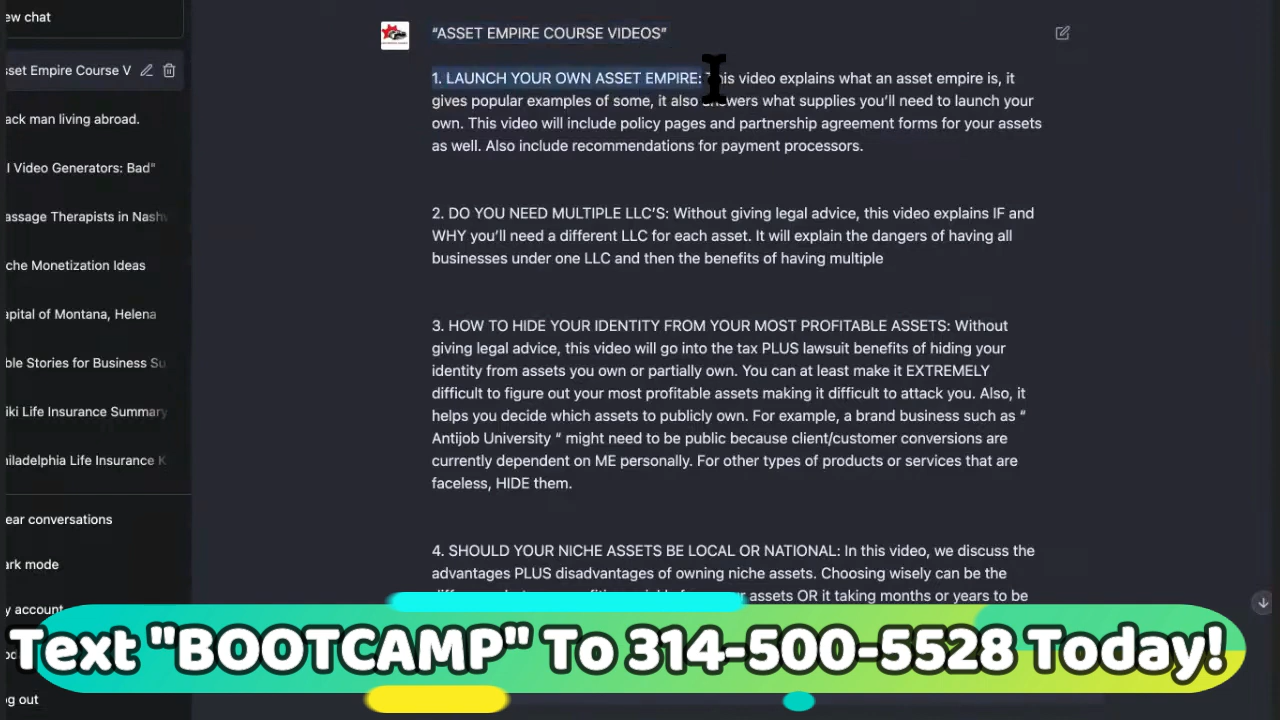 ew chat
sset Empire Course V
ack man living abroad.
l Video Generators: Bad"
assage Therapists in Nashv
che Monetization Ideas
apital of Montana, Helena
ble Stories for Business Su
iki Life Insurance Summary
hiladelphia Life Insurance K
ear conversations
ark mode
y account
og out
“ASSET EMPIRE COURSE VIDEOS”
1. LAUNCH YOUR OWN ASSET EMPIRE: This video explains what an asset empire is, it
gives popular examples of some, it also answers what supplies you’ll need to launch your
own. This video will include policy pages and partnership agreement forms for your assets
as well. Also include recommendations for payment processors.
2. DO YOU NEED MULTIPLE LLC’S: Without giving legal advice, this video explains IF and
WHY you’ll need a different LLC for each asset. It will explain the dangers of having all
businesses under one LLC and then the benefits of having multiple
3. HOW TO HIDE YOUR IDENTITY FROM YOUR MOST PROFITABLE ASSETS: Without
giving legal advice, this video will go into the tax PLUS lawsuit benefits of hiding your
identity from assets you own or partially own. You can at least make it EXTREMELY
difficult to figure out your most profitable assets making it difficult to attack you. Also, it
helps you decide which assets to publicly own. For example, a brand business such as “
Antijob University “ might need to be public because client/customer conversions are
currently dependent on ME personally. For other types of products or services that are
faceless, HIDE them.
4. SHOULD YOUR NICHE ASSETS BE LOCAL OR NATIONAL: In this video, we discuss the
advantages PLUS disadvantages of owning niche assets. Choosing wisely can be the
assets OR it taking months or years to be
Text "BOOTCAMP" To 314-500-5528 Today!